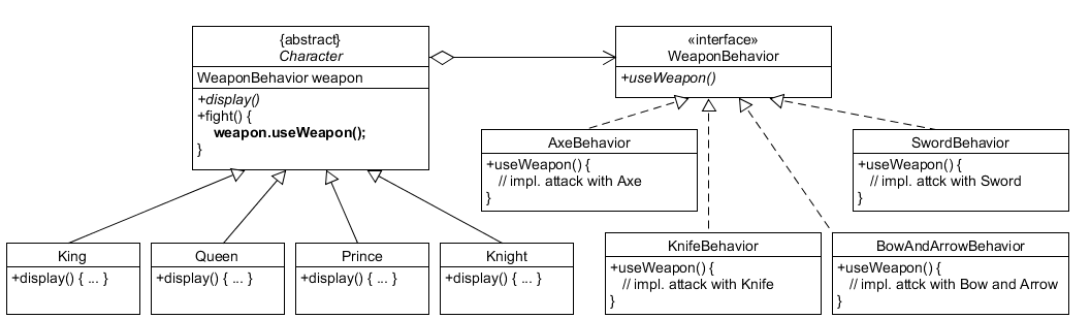 {abstract}
Character
WeaponBehavior weapon
+display()
+fight() {
weapon.useWeapon();
}
«interface»
WeaponBehavior
+useWeapon()
AxeBehavior
+useWeapon() {
// impl. attack with Axe
}
SwordBehavior
+useWeapon() {
// impl. attck with Sword
}
King
+display() { ... }
Queen
+display() { ... }
Prince
+display() { ... }
Knight
+display() { ... }
KnifeBehavior
+useWeapon() {
// impl. attack with Knife
}
BowAndArrowBehavior
+useWeapon() {
// impl. attck with Bow and Arrow
}